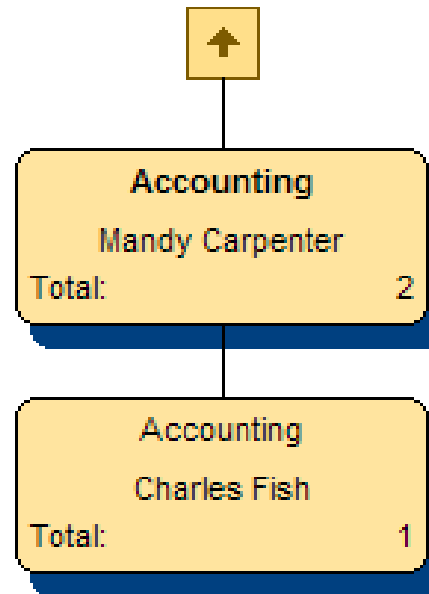 Accounting
Mandy Carpenter
Total: 2
Accounting
Charles Fish
Total: 1